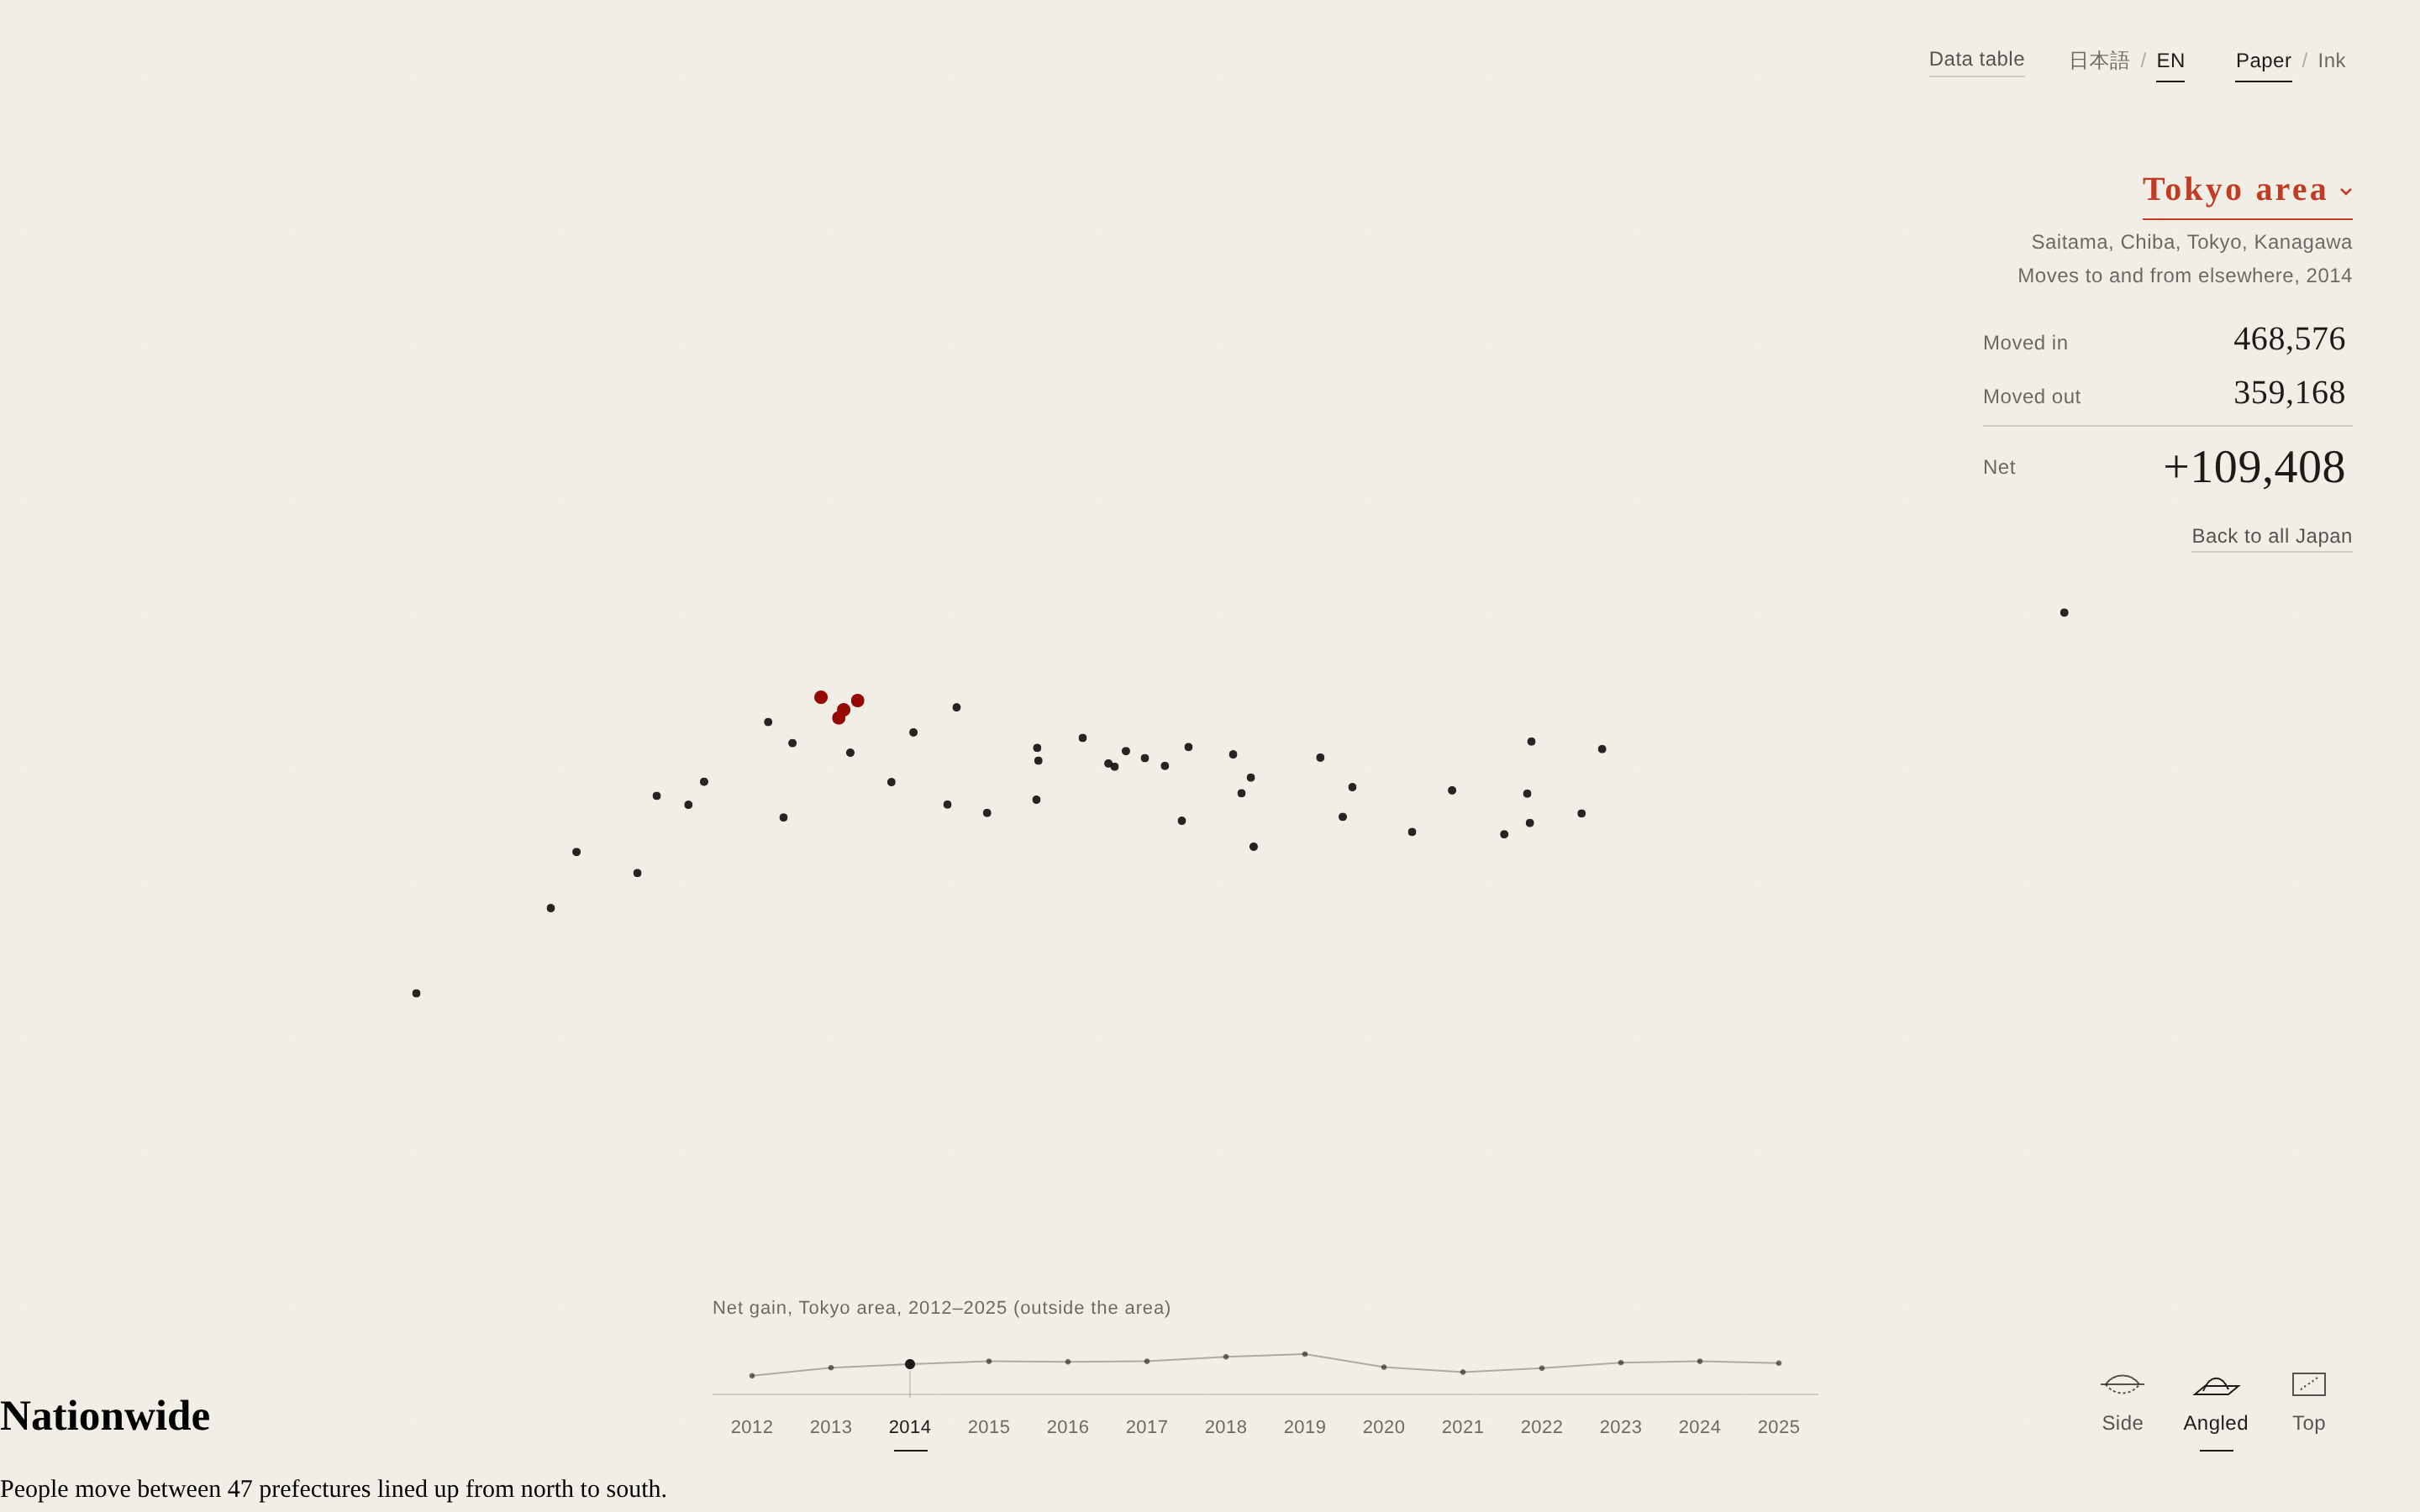 Data table 日本語 / EN Paper / Ink
Tokyo area
Saitama, Chiba, Tokyo, Kanagawa
Moves to and from elsewhere, 2014
Moved in 468,576
Moved out 359,168
Net +109,408
Back to all Japan
Net gain, Tokyo area, 2012–2025 (outside the area)
2012 2013 2014 2015 2016 2017 2018 2019 2020 2021 2022 2023 2024 2025
Side Angled Top
Nationwide
People move between 47 prefectures lined up from north to south.